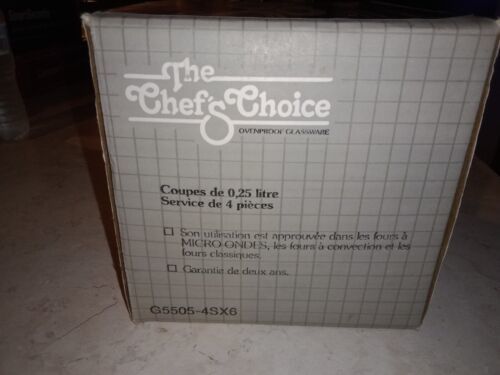 The
Chef's Choice
OVENPROOF GLASSWARE
Coupes de 0,25 litre
Service de 4 pièces
Son utilisation est approuvée dans les fours à
MICRO-ONDES, les fours à convection et les
fours classiques.
Garantie de deux ans.
G5505-4SX6